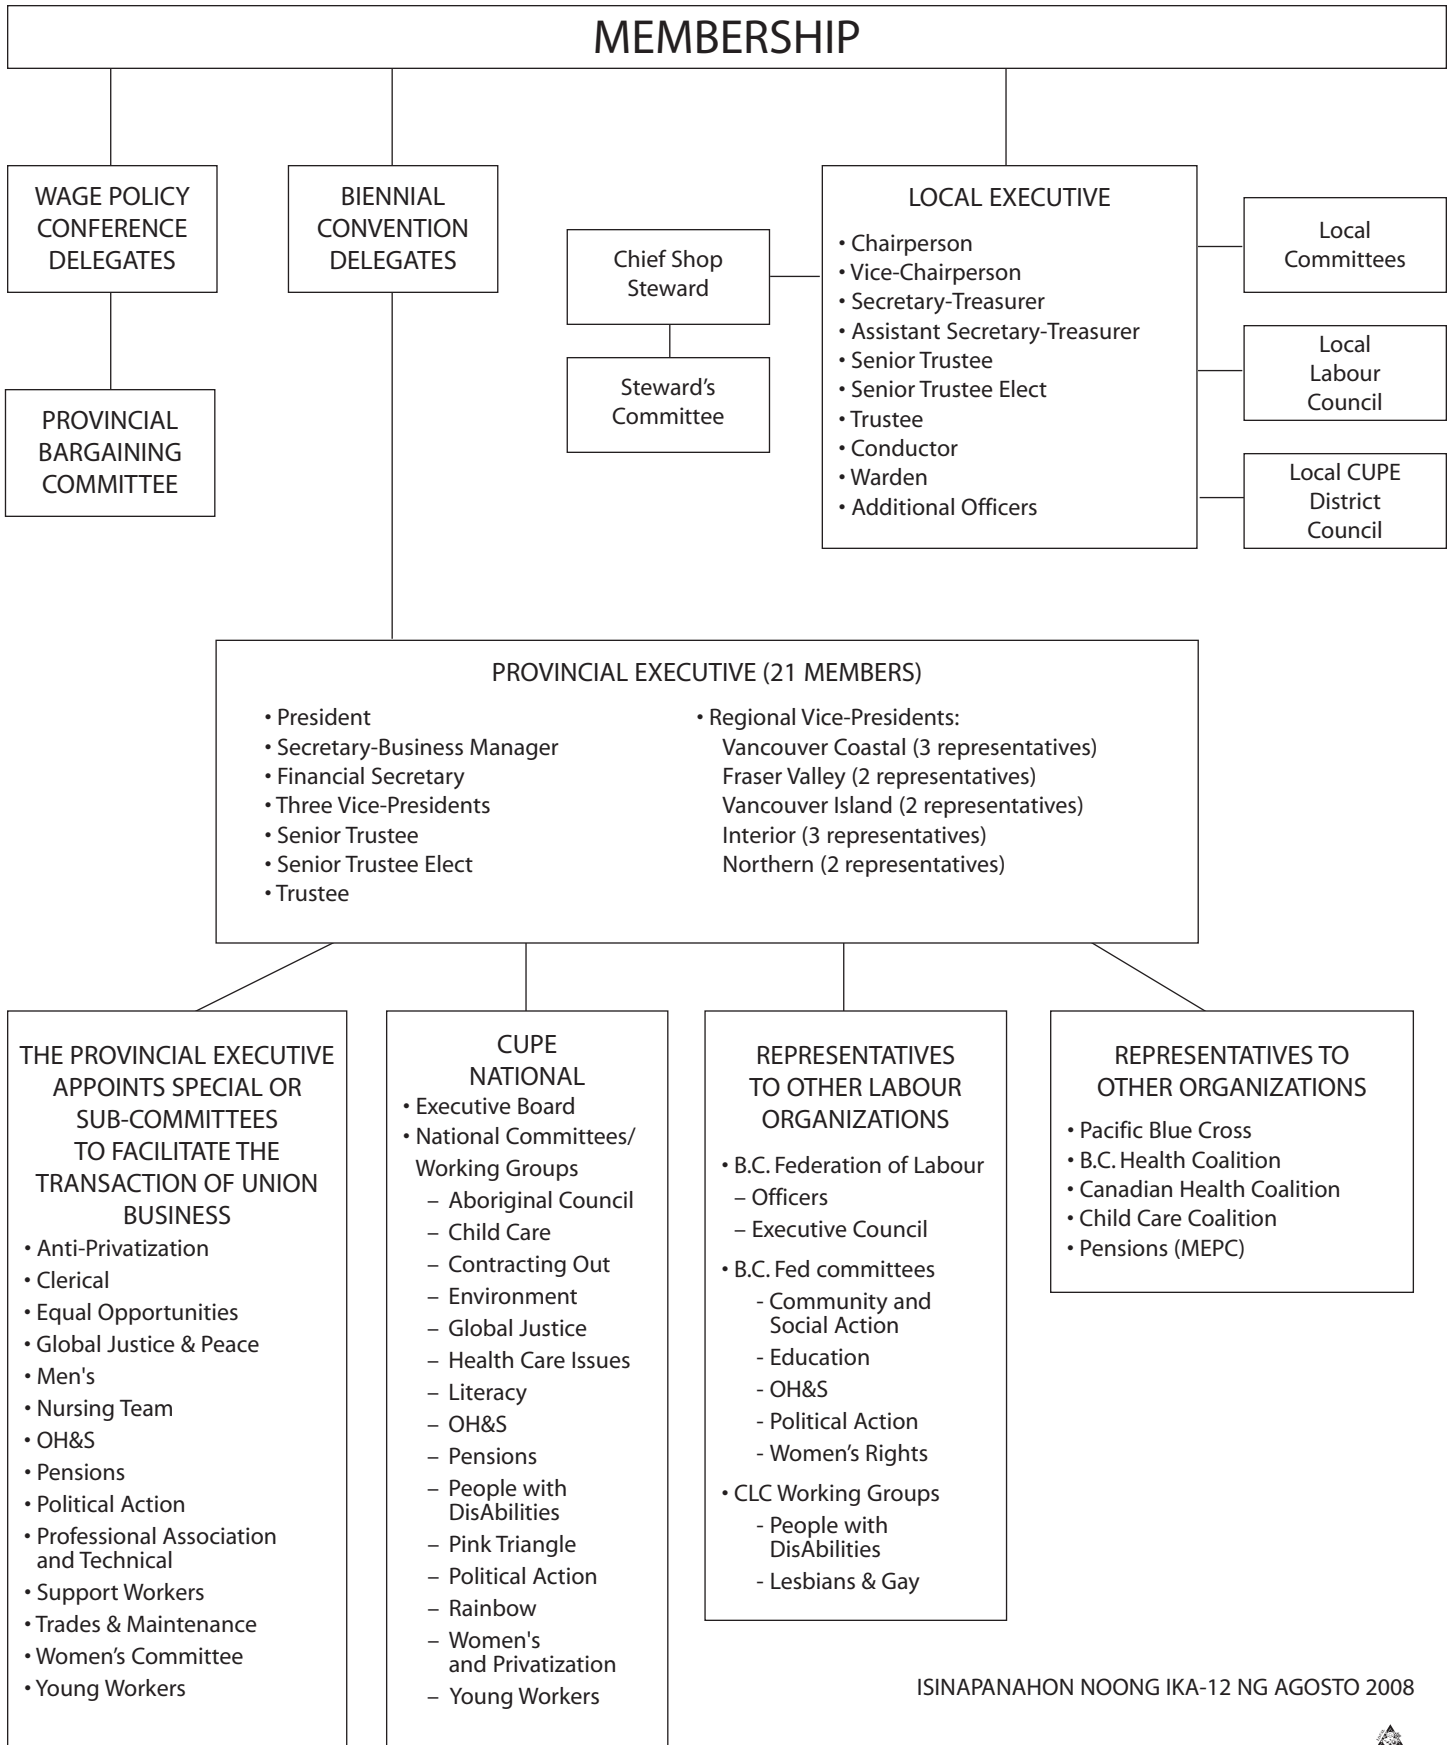 MEMBERSHIP
WAGE POLICY
CONFERENCE
DELEGATES
PROVINCIAL
BARGAINING
COMMITTEE
BIENNIAL
CONVENTION
DELEGATES
Chief Shop
Steward
Steward's
Committee
LOCAL EXECUTIVE
• Chairperson
• Vice-Chairperson
• Secretary-Treasurer
• Assistant Secretary-Treasurer
• Senior Trustee
• Senior Trustee Elect
• Trustee
• Conductor
• Warden
• Additional Officers
Local
Committees
Local
Labour
Council
Local CUPE
District
Council
PROVINCIAL EXECUTIVE (21 MEMBERS)
• President
• Secretary-Business Manager
• Financial Secretary
• Three Vice-Presidents
• Senior Trustee
• Senior Trustee Elect
• Trustee
• Regional Vice-Presidents:
Vancouver Coastal (3 representatives)
Fraser Valley (2 representatives)
Vancouver Island (2 representatives)
Interior (3 representatives)
Northern (2 representatives)
THE PROVINCIAL EXECUTIVE
APPOINTS SPECIAL OR
SUB-COMMITTEES
TO FACILITATE THE
TRANSACTION OF UNION
BUSINESS
• Anti-Privatization
• Clerical
• Equal Opportunities
• Global Justice & Peace
• Men's
• Nursing Team
• OH&S
• Pensions
• Political Action
• Professional Association
and Technical
• Support Workers
• Trades & Maintenance
• Women's Committee
• Young Workers
CUPE
NATIONAL
• Executive Board
• National Committees/
Working Groups
– Aboriginal Council
– Child Care
– Contracting Out
– Environment
– Global Justice
– Health Care Issues
– Literacy
– OH&S
– Pensions
– People with
DisAbilities
– Pink Triangle
– Political Action
– Rainbow
– Women's
and Privatization
– Young Workers
REPRESENTATIVES
TO OTHER LABOUR
ORGANIZATIONS
• B.C. Federation of Labour
– Officers
– Executive Council
• B.C. Fed committees
- Community and
Social Action
- Education
- OH&S
- Political Action
- Women's Rights
• CLC Working Groups
- People with
DisAbilities
- Lesbians & Gay
REPRESENTATIVES TO
OTHER ORGANIZATIONS
• Pacific Blue Cross
• B.C. Health Coalition
• Canadian Health Coalition
• Child Care Coalition
• Pensions (MEPC)
ISINAPANAHON NOONG IKA-12 NG AGOSTO 2008